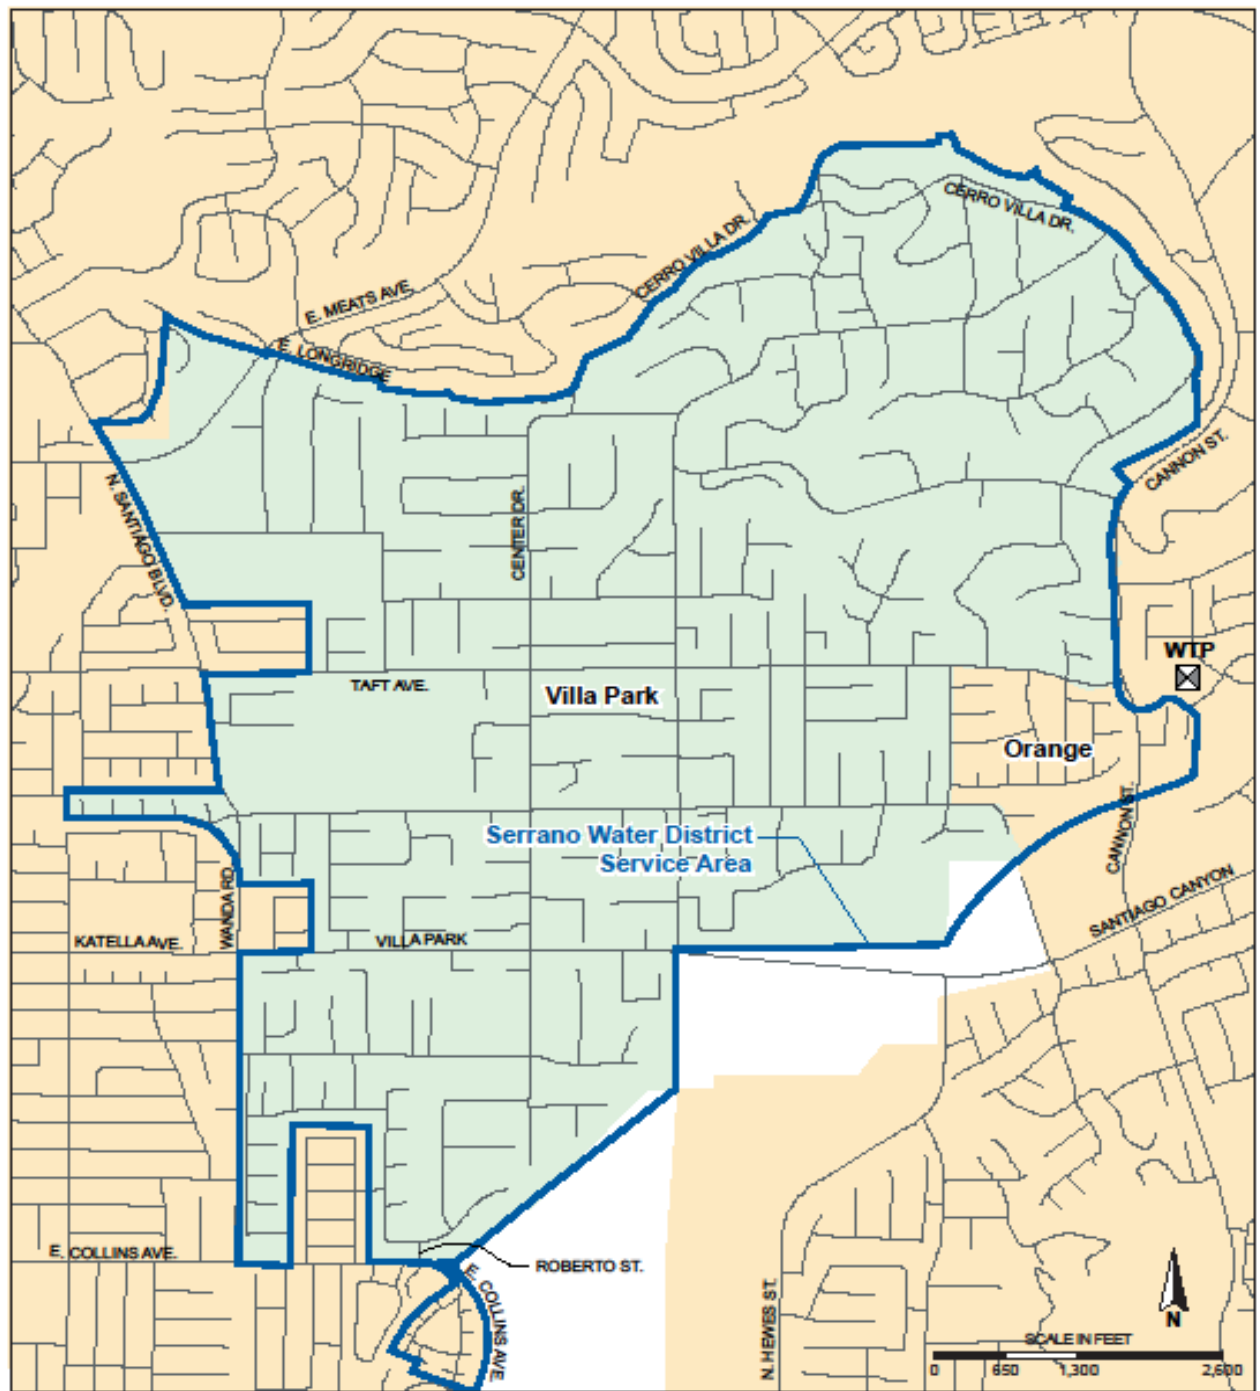 CERRO VILLA DR.
CERRO VILLA DR.
E. MEATS AVE.
E. LONGRIDGE
CANNON ST.
N. SANTIAGO BLVD.
CENTER DR.
WTP
TAFT AVE.
Villa Park
Orange
Serrano Water District
Service Area
CANNON ST.
WANDA RD.
SANTIAGO CANYON
KATELLA AVE.
VILLA PARK
E. COLLINS AVE.
ROBERTO ST.
E. COLLINS AVE.
N. HEWES ST.
N
SCALE IN FEET
0 650 1,300 2,600